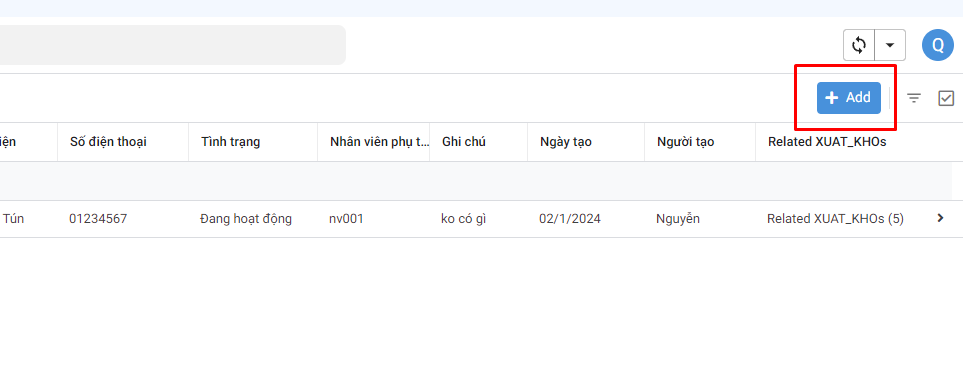 Q
+ Add
iện Số điện thoại Tình trạng Nhân viên phụ t... Ghi chú Ngày tạo Người tạo Related XUAT_KHOs
Tún 01234567 Đang hoạt động nv001 ko có gì 02/1/2024 Nguyễn Related XUAT_KHOs (5)